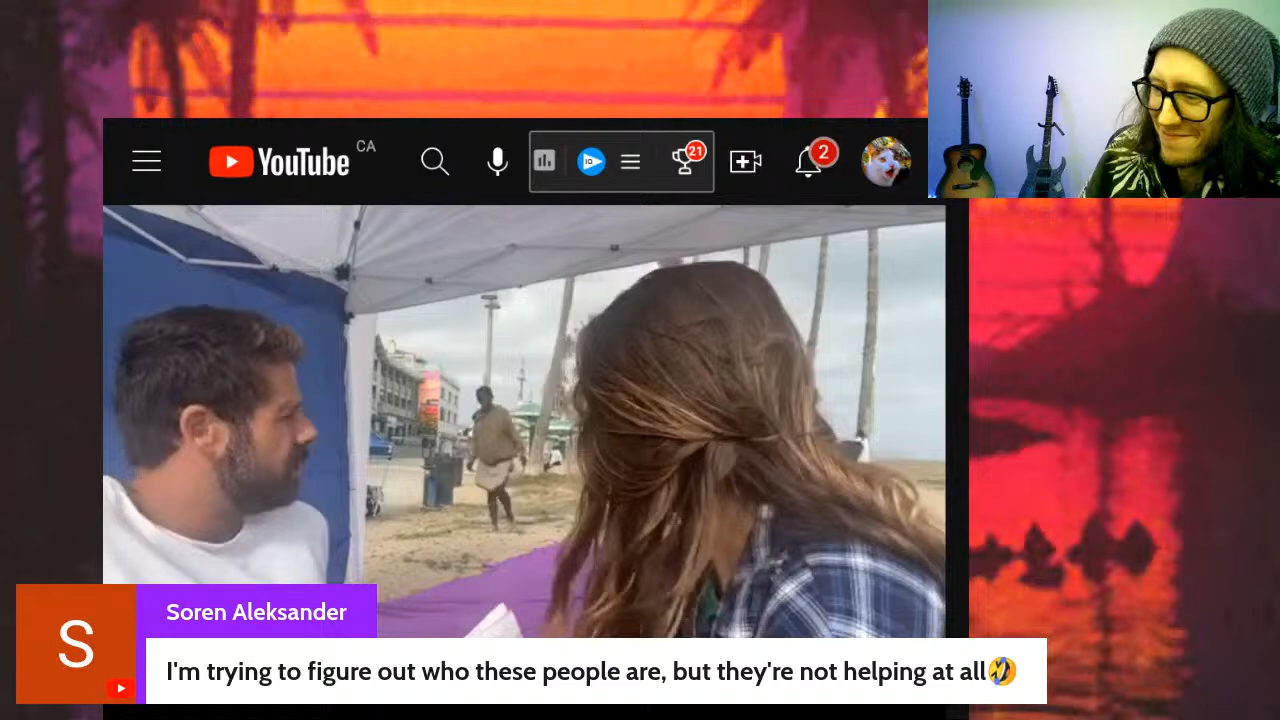 YouTube CA
IQ
21
2
S
Soren Aleksander
I'm trying to figure out who these people are, but they're not helping at all🤣